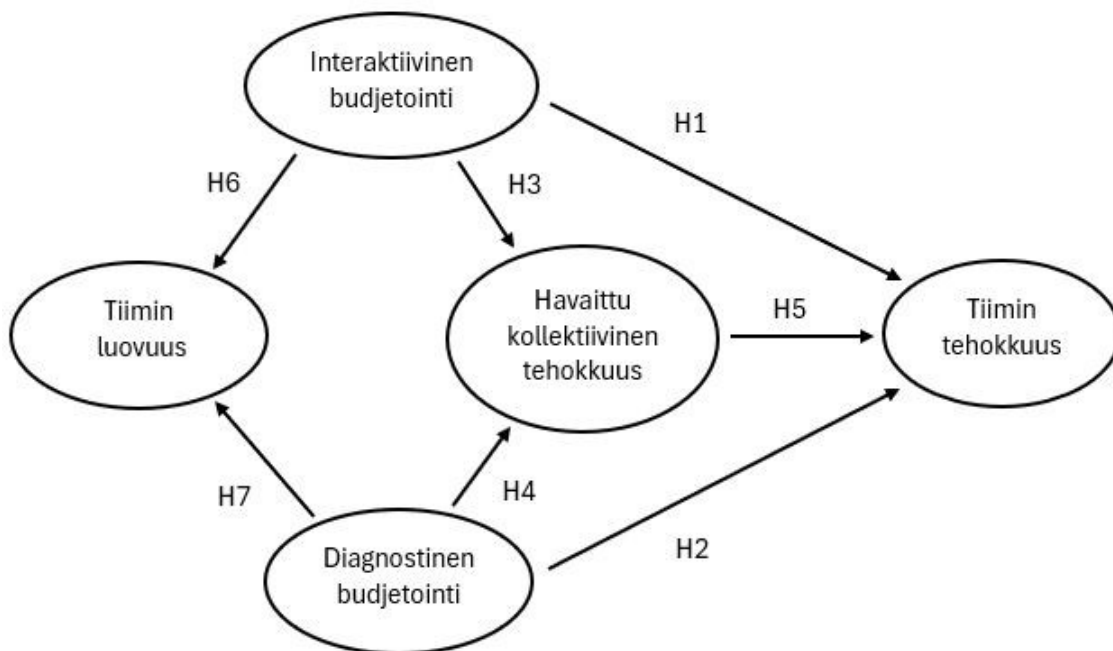 Interaktiivinen
budjetointi
H1
H6
H3
Tiimin
luovuus
Havaittu
kollektiivinen
tehokkuus
H5
Tiimin
tehokkuus
H7
H4
H2
Diagnostinen
budjetointi